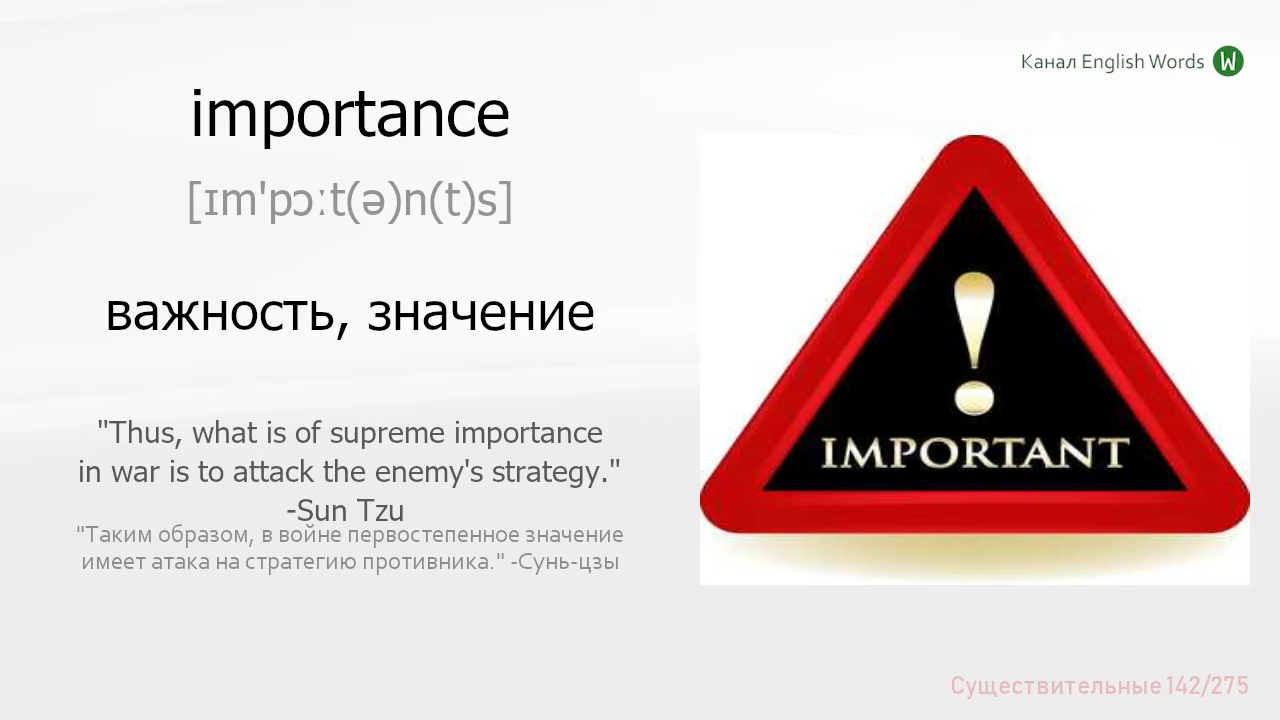 Канал English Words W
importance
[ɪm'pɔːt(ə)n(t)s]
важность, значение
"Thus, what is of supreme importance
in war is to attack the enemy's strategy."
-Sun Tzu
"Таким образом, в войне первостепенное значение
имеет атака на стратегию противника." -Сунь-цзы
!
IMPORTANT
Существительные 142/275